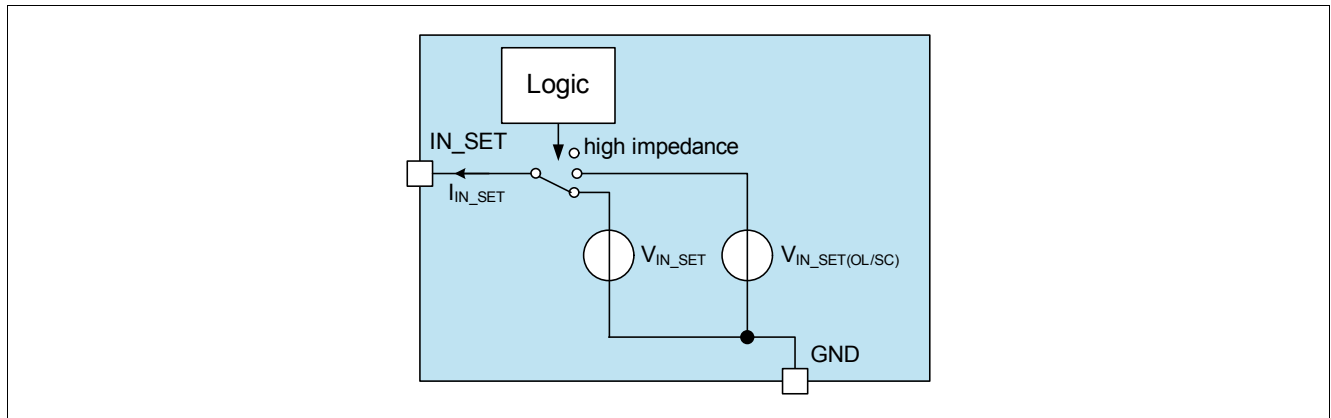 Logic
IN_SET
high impedance
I_IN_SET
V_IN_SET
V_IN_SET(OL/SC)
GND